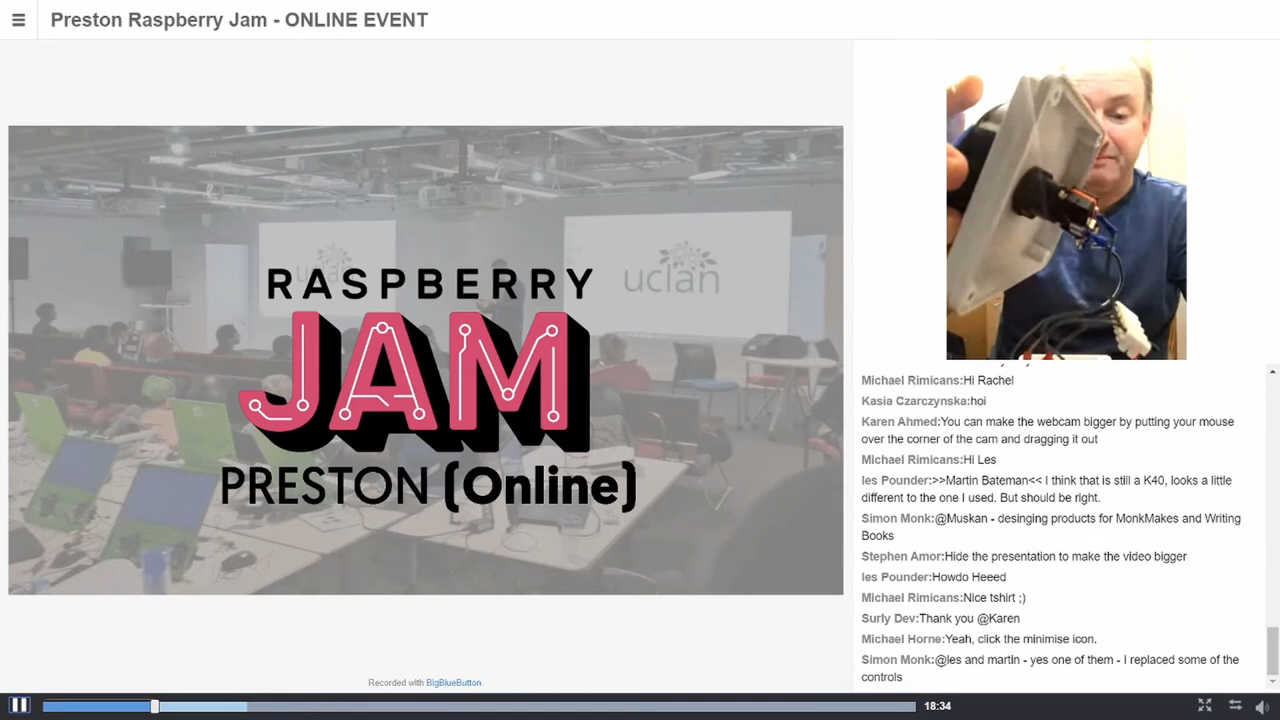 Preston Raspberry Jam - ONLINE EVENT
uclan
uclan
RASPBERRY
JAM
PRESTON (Online)
Michael Rimicans:Hi Rachel
Kasia Czarczynska:hoi
Karen Ahmed:You can make the webcam bigger by putting your mouse
over the corner of the cam and dragging it out
Michael Rimicans:Hi Les
les Pounder:>>Martin Bateman<< I think that is still a K40, looks a little
different to the one I used. But should be right.
Simon Monk:@Muskan - desinging products for MonkMakes and Writing
Books
Stephen Amor:Hide the presentation to make the video bigger
les Pounder:Howdo Heeed
Michael Rimicans:Nice tshirt ;)
Surly Dev:Thank you @Karen
Michael Horne:Yeah, click the minimise icon.
Simon Monk:@les and martin - yes one of them - I replaced some of the
controls
Recorded with BigBlueButton.
18:34